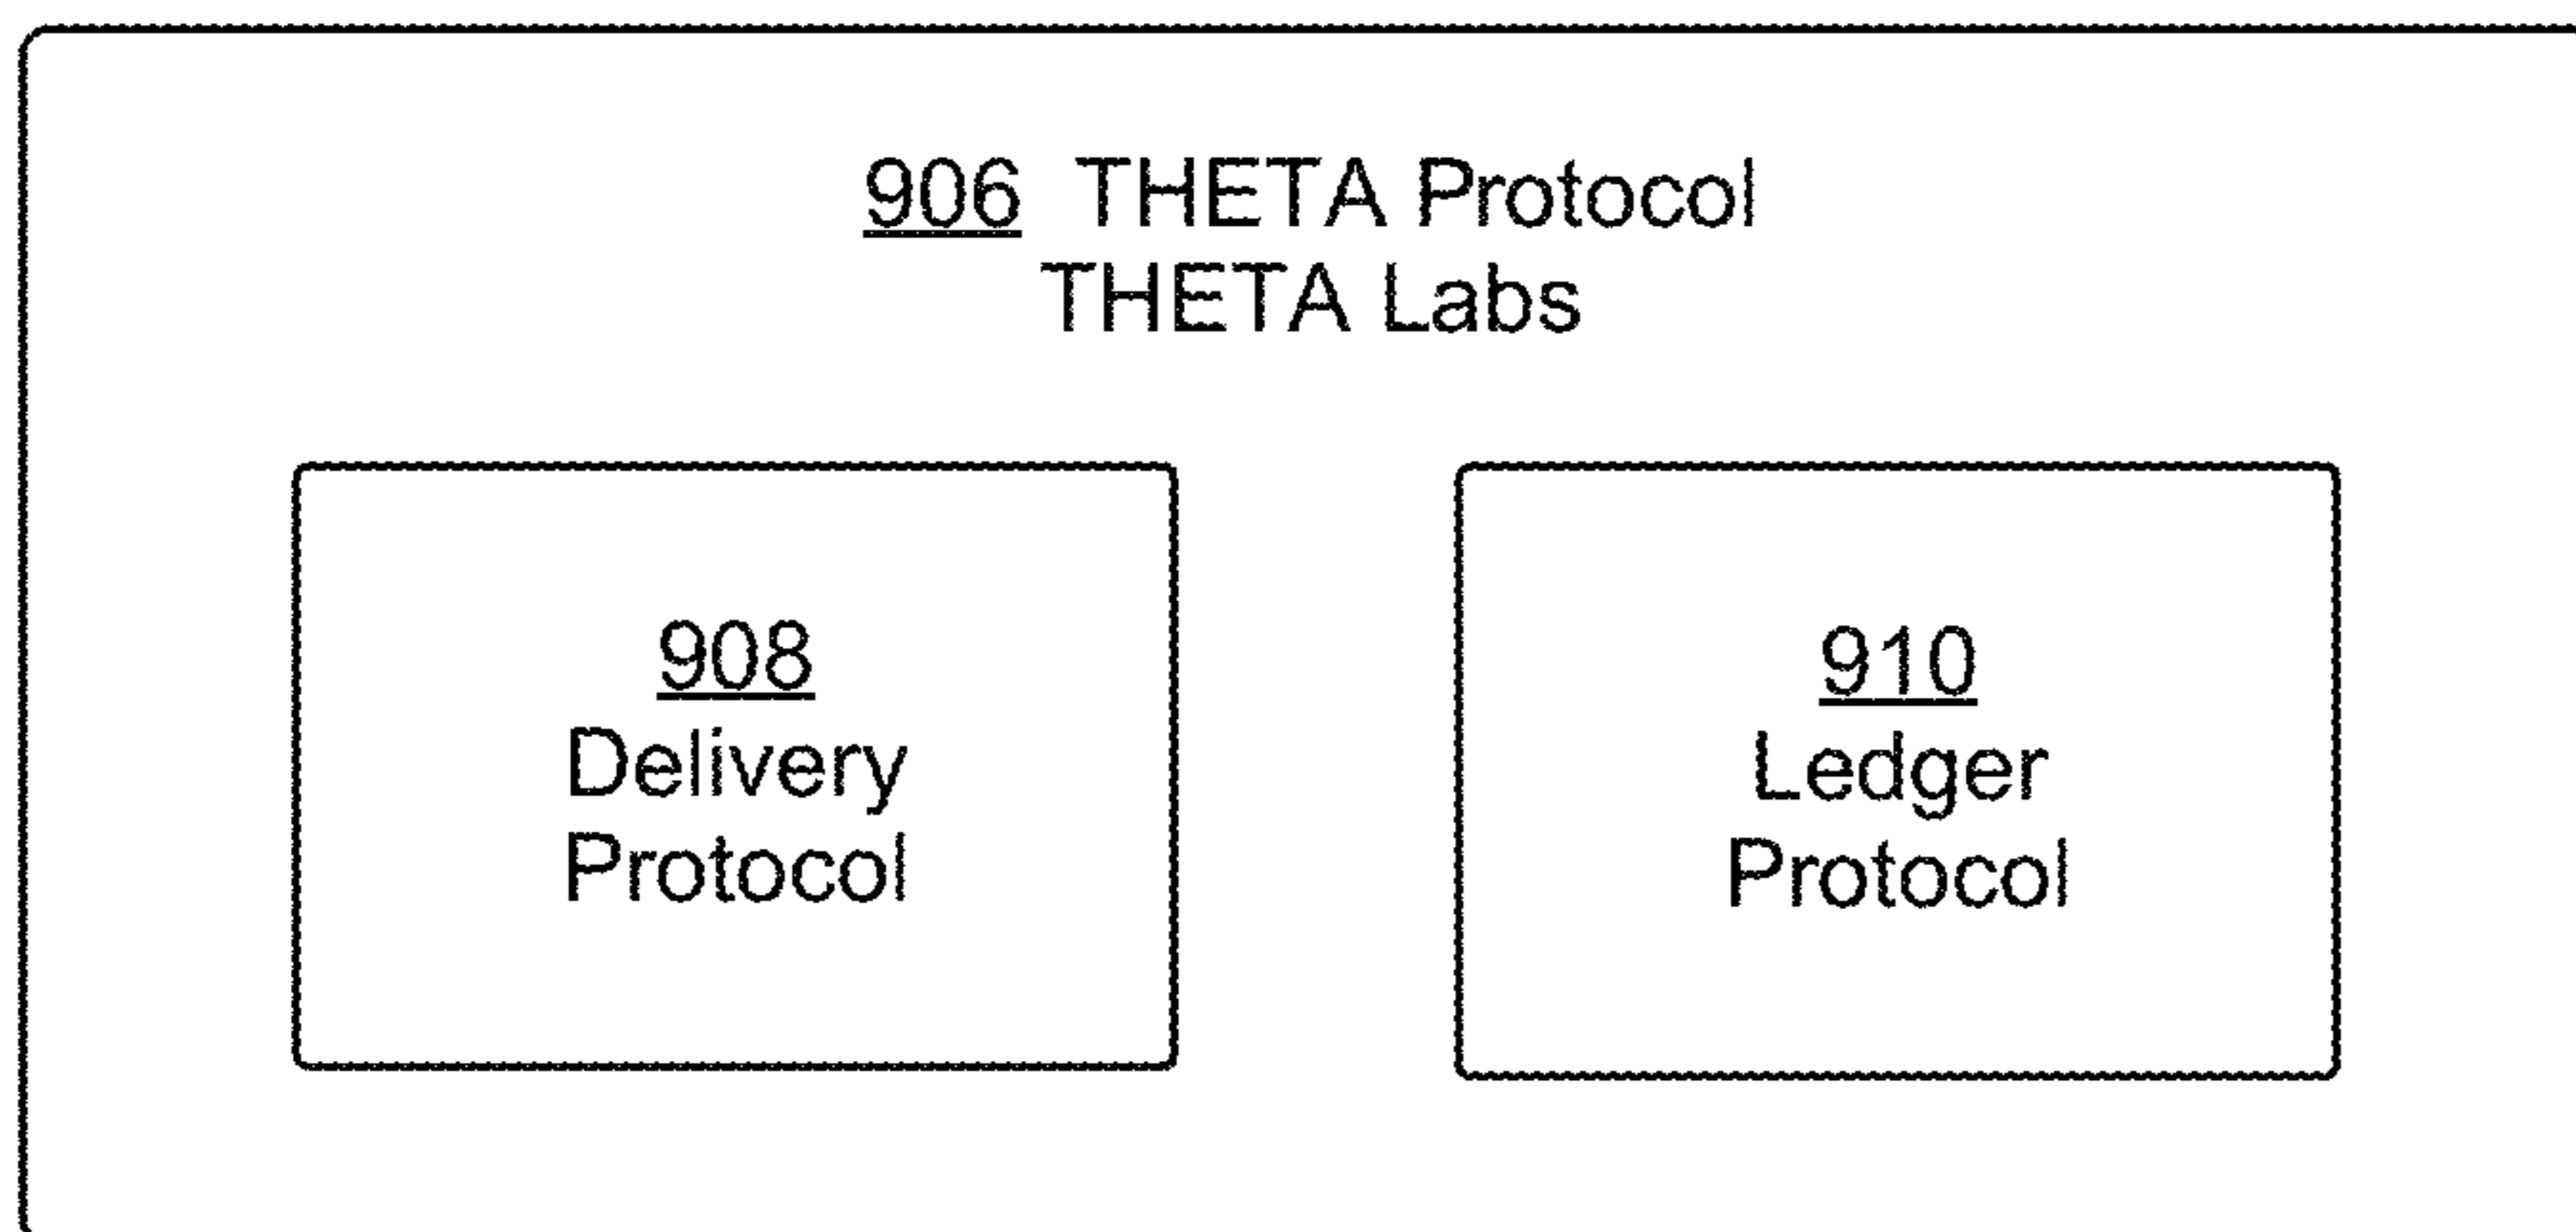 906 THETA Protocol
THETA Labs
908
Delivery
Protocol
910
Ledger
Protocol